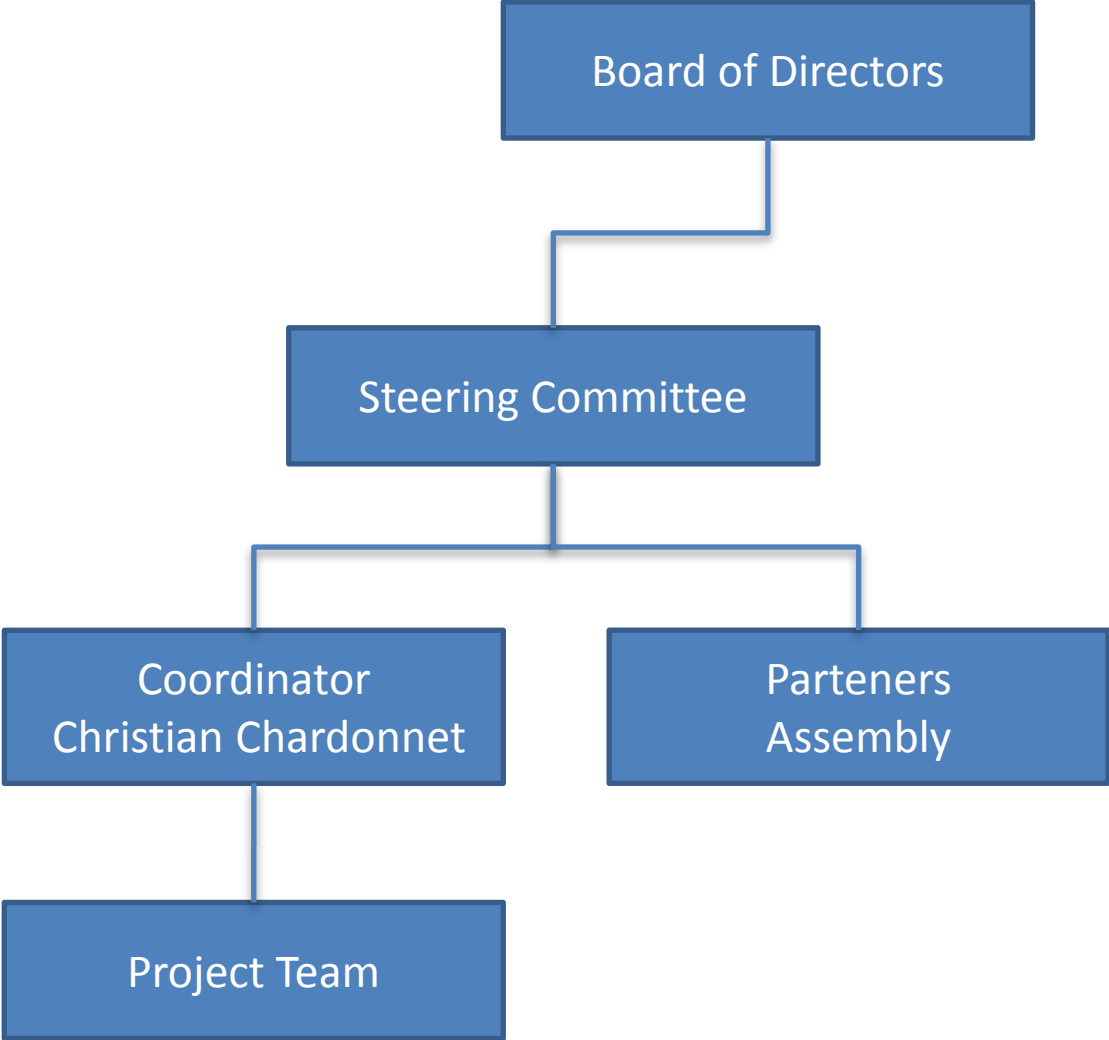 Board of Directors
Steering Committee
Coordinator
Christian Chardonnet
Parteners
Assembly
Project Team